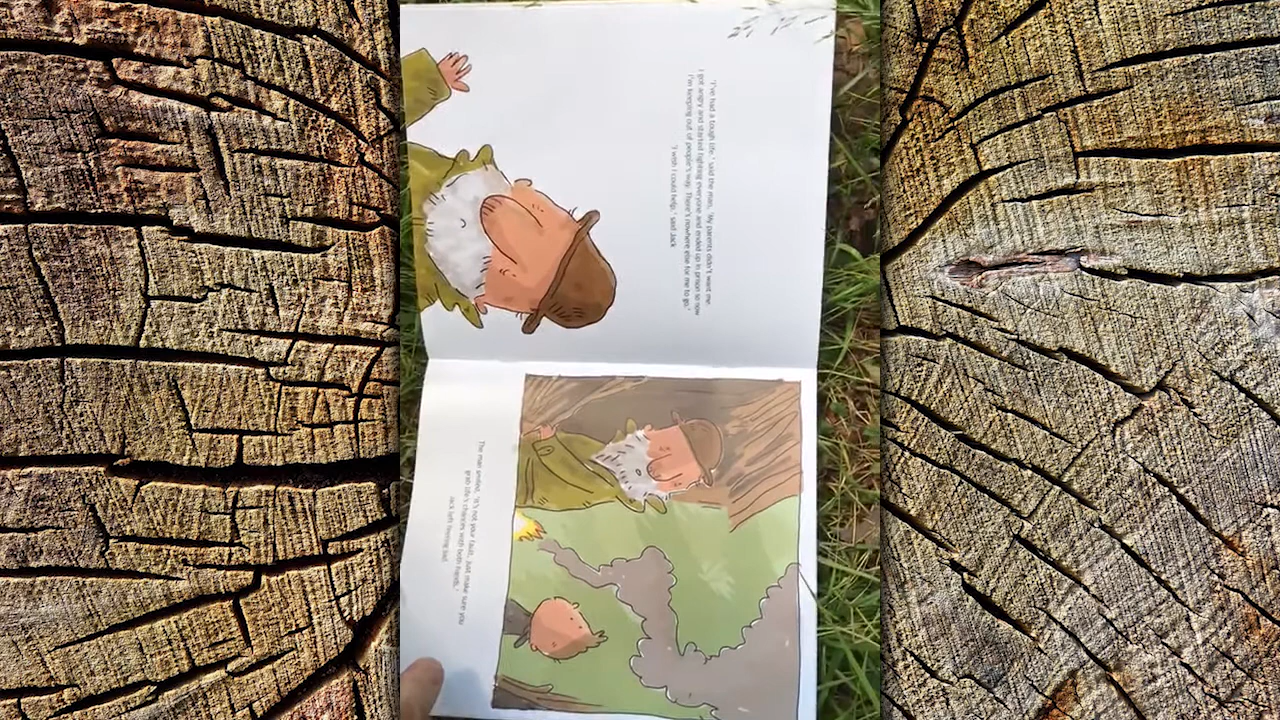 'I've had a tough life,' said the man. 'My parents didn't want me.
I got angry and started fighting everyone and ended up in prison so now
I'm keeping out of people's way. There's nowhere else for me to go.'
'I wish I could help,' said Jack.
The man smiled. 'It's not your fault. Just make sure you
grab life's chances with both hands.'
Jack left feeling sad.